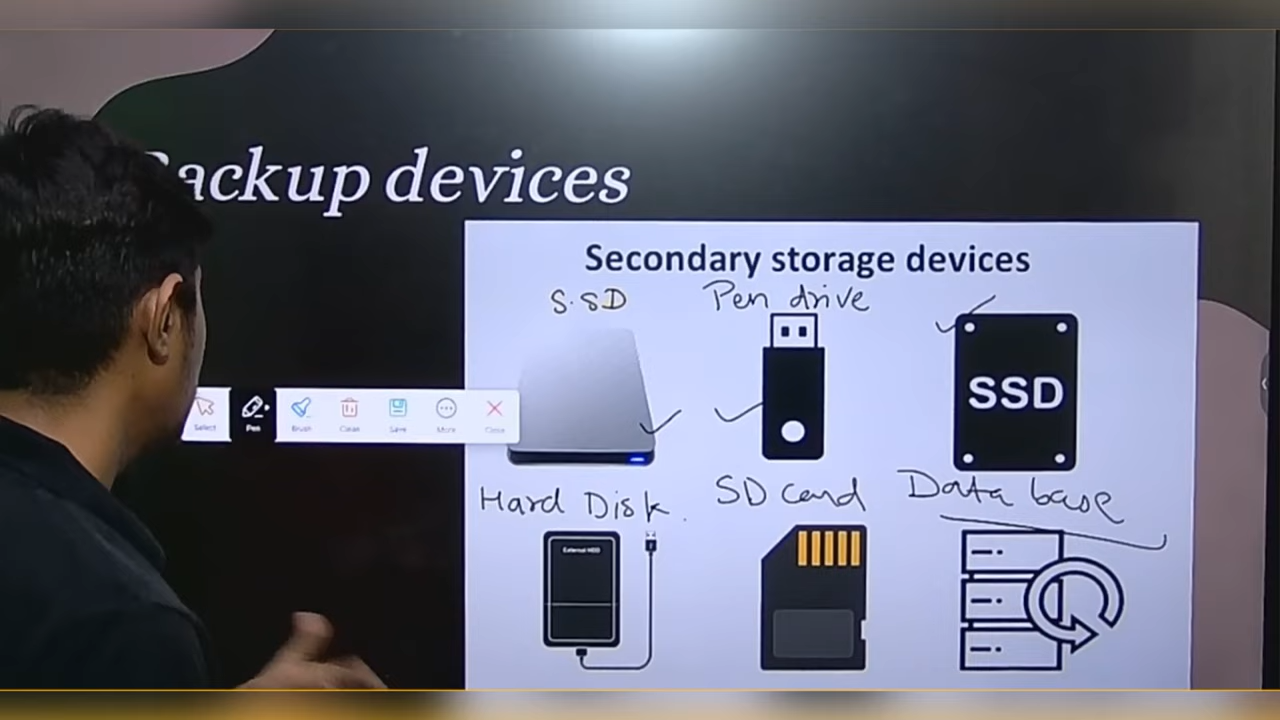 Backup devices
Secondary storage devices
S.SD Pen drive
SSD
Select Pen Brush Clean Save More Close
Hard Disk. SD card Data base
External HDD